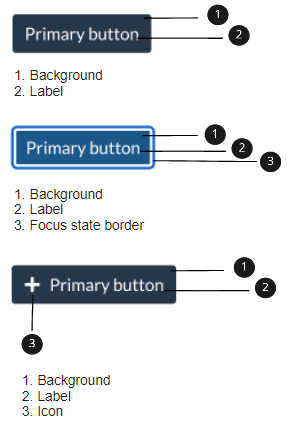 Primary button
1
2
1. Background
2. Label
Primary button
1
2
3
1. Background
2. Label
3. Focus state border
+ Primary button
1
2
3
1. Background
2. Label
3. Icon